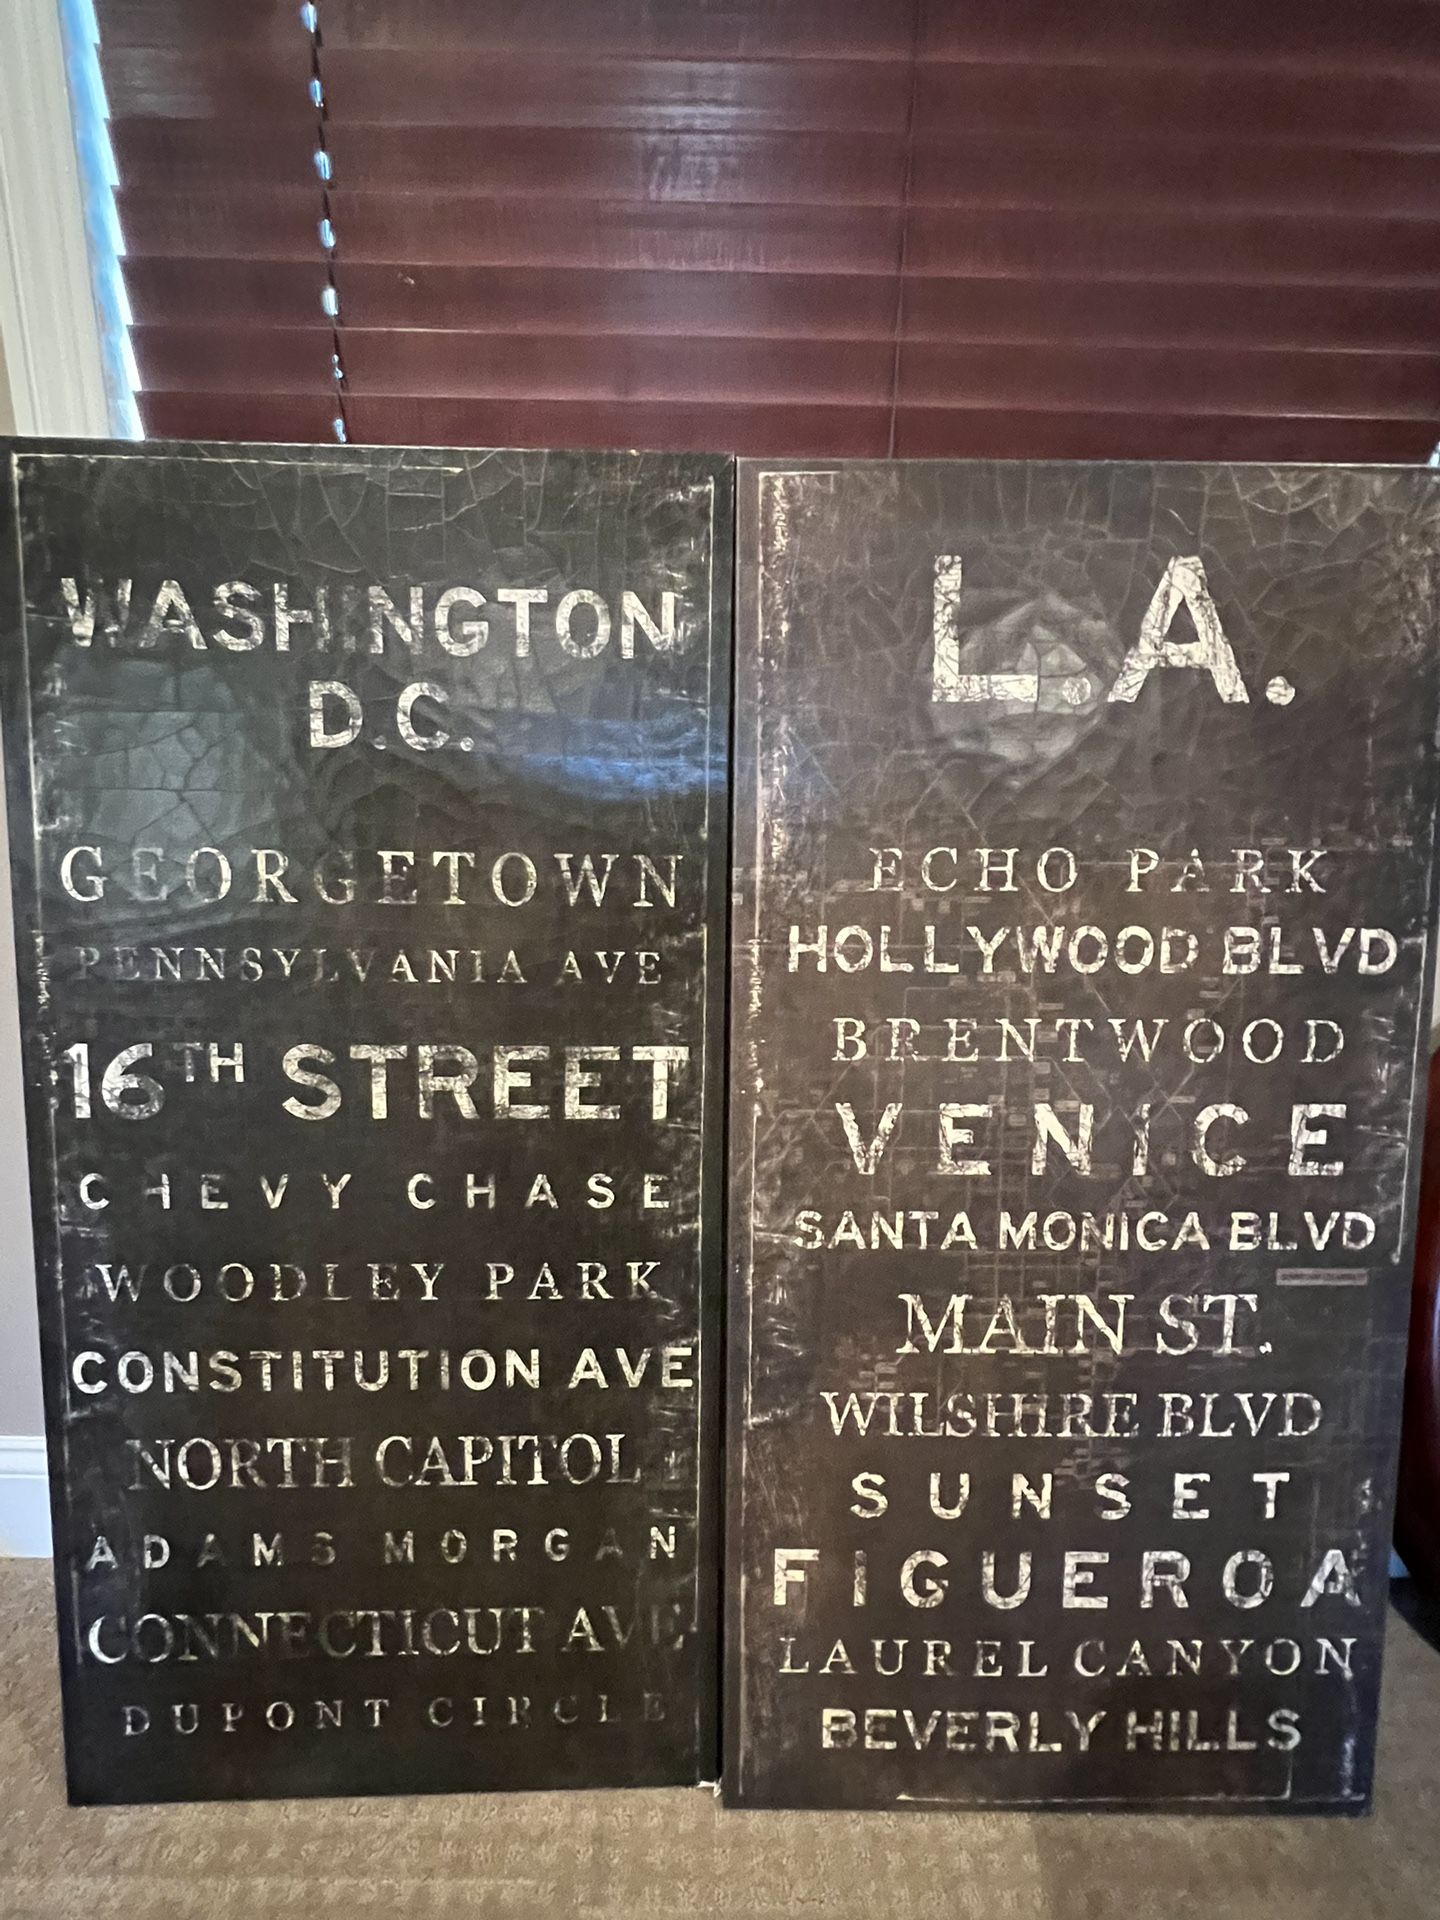 WASHINGTON
D.C.
GEORGETOWN
PENNSYLVANIA AVE
16TH STREET
CHEVY CHASE
WOODLEY PARK
CONSTITUTION AVE
NORTH CAPITOL
ADAMS MORGAN
CONNECTICUT AVE
DUPONT CIRCLE
L.A.
ECHO PARK
HOLLYWOOD BLVD
BRENTWOOD
VENICE
SANTA MONICA BLVD
MAIN ST.
WILSHIRE BLVD
SUNSET
FIGUEROA
LAUREL CANYON
BEVERLY HILLS